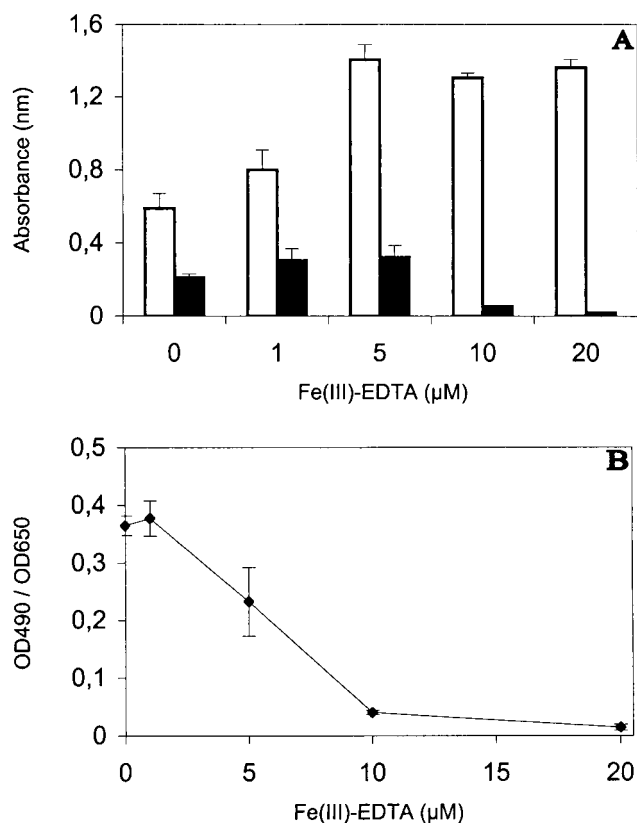 A
1,6
1,2
0,8
0,4
0
Absorbance (nm)
0 1 5 10 20
Fe(III)-EDTA (µM)
B
0,5
0,4
0,3
0,2
0,1
0
OD490 / OD650
0 5 10 15 20
Fe(III)-EDTA (µM)